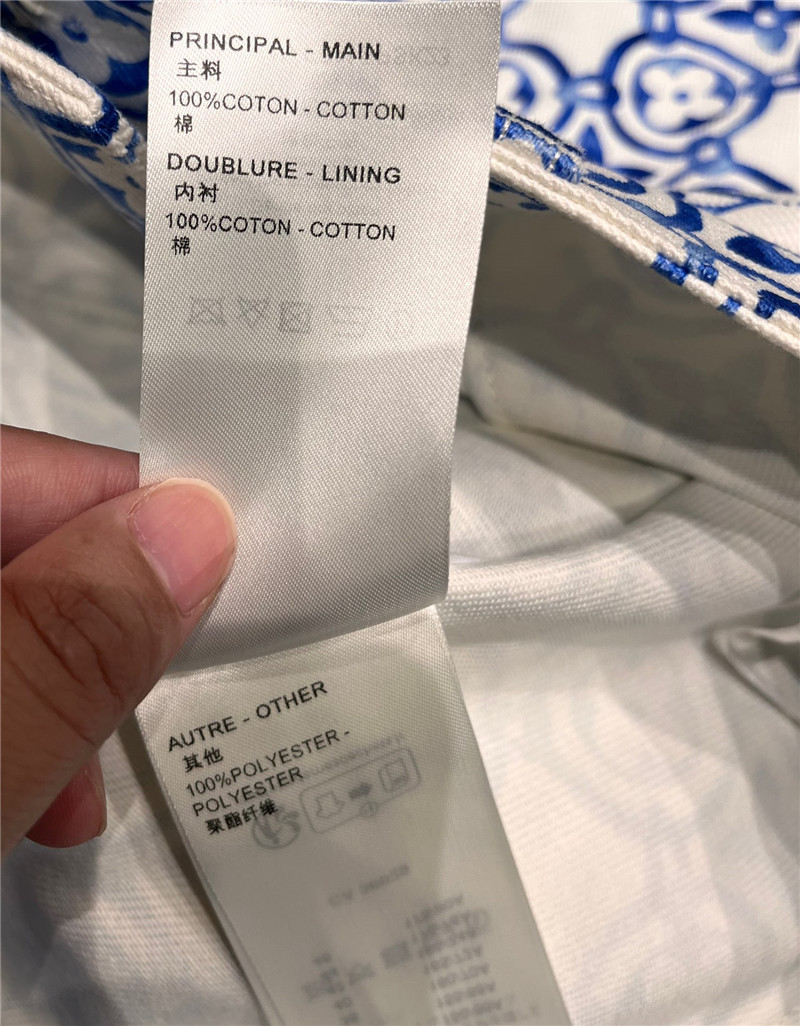 PRINCIPAL - MAIN
主料
100%COTON - COTTON
棉
DOUBLURE - LINING
内衬
100%COTON - COTTON
棉
AUTRE - OTHER
其他
100%POLYESTER -
POLYESTER
聚酯纤维